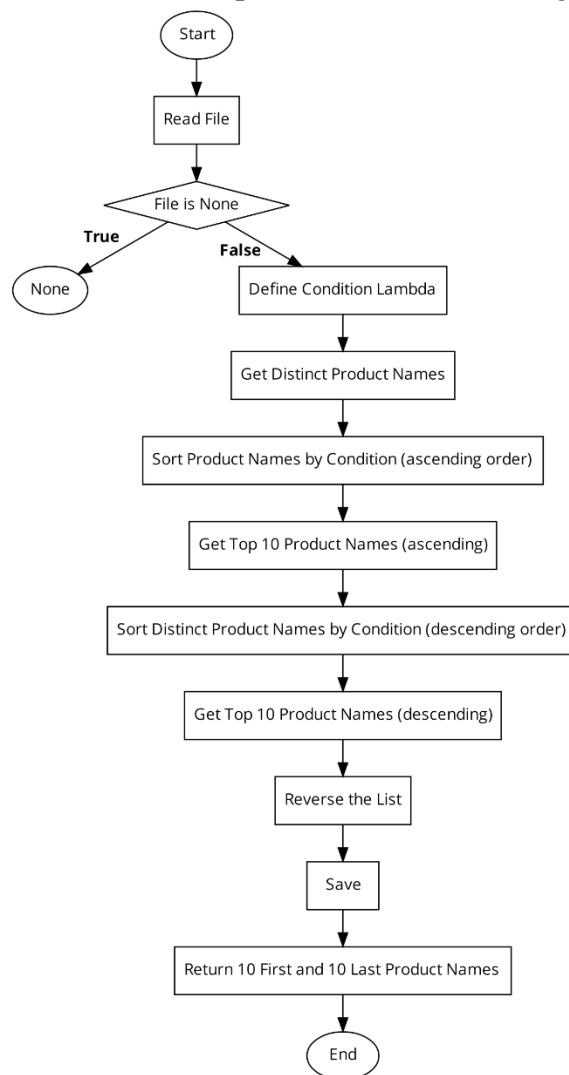 Start
Read File
File is None
True
False
None
Define Condition Lambda
Get Distinct Product Names
Sort Product Names by Condition (ascending order)
Get Top 10 Product Names (ascending)
Sort Distinct Product Names by Condition (descending order)
Get Top 10 Product Names (descending)
Reverse the List
Save
Return 10 First and 10 Last Product Names
End